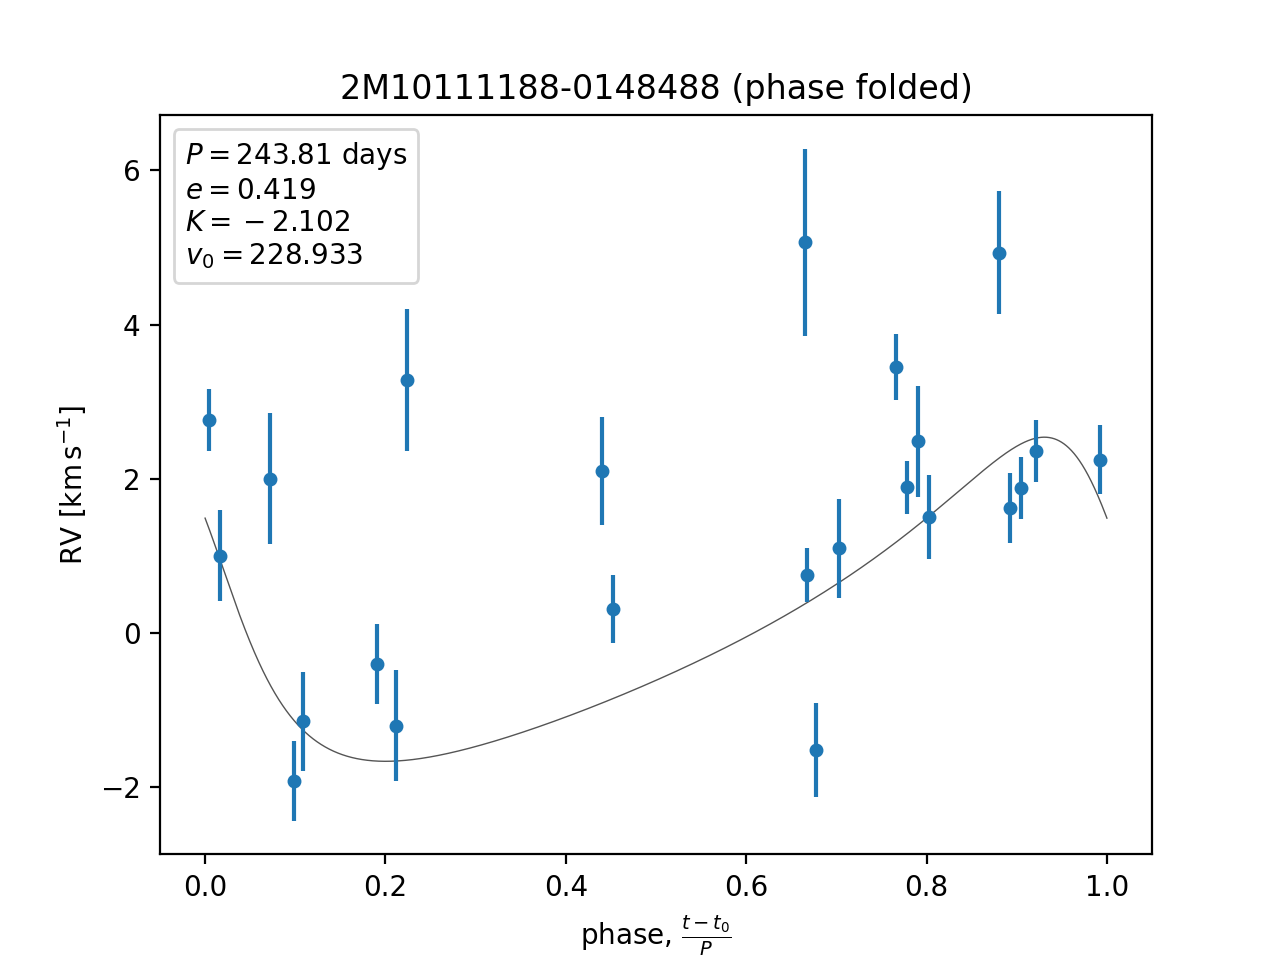 2M10111188-0148488 (phase folded)
P = 243.81 days
e = 0.419
K = −2.102
v₀ = 228.933
6
4
2
0
−2
RV [km s⁻¹]
0.0 0.2 0.4 0.6 0.8 1.0
phase, (t − t₀)/P